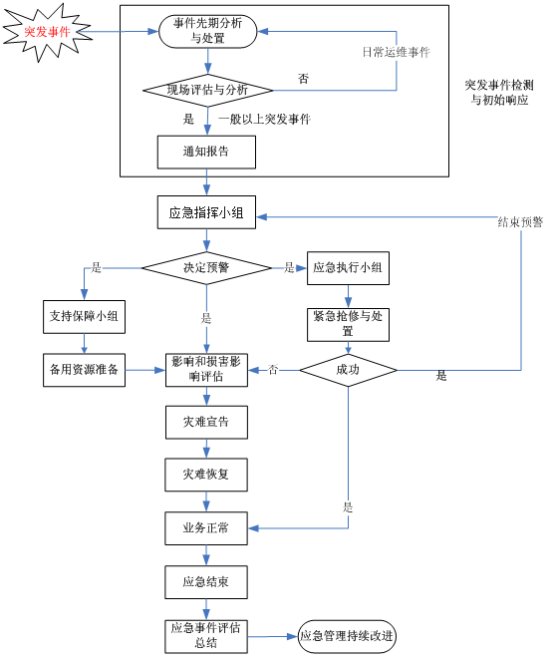 突发事件
事件先期分析
与处置
日常运维事件
否
现场评估与分析
突发事件检测
与初始响应
是
一般以上突发事件
通知报告
应急指挥小组
结束预警
是
决定预警
是
应急执行小组
支持保障小组
是
紧急抢修与处
置
备用资源准备
影响和损害影
响评估
否
成功
是
灾难宣告
灾难恢复
是
业务正常
应急结束
应急事件评估
总结
应急管理持续改进